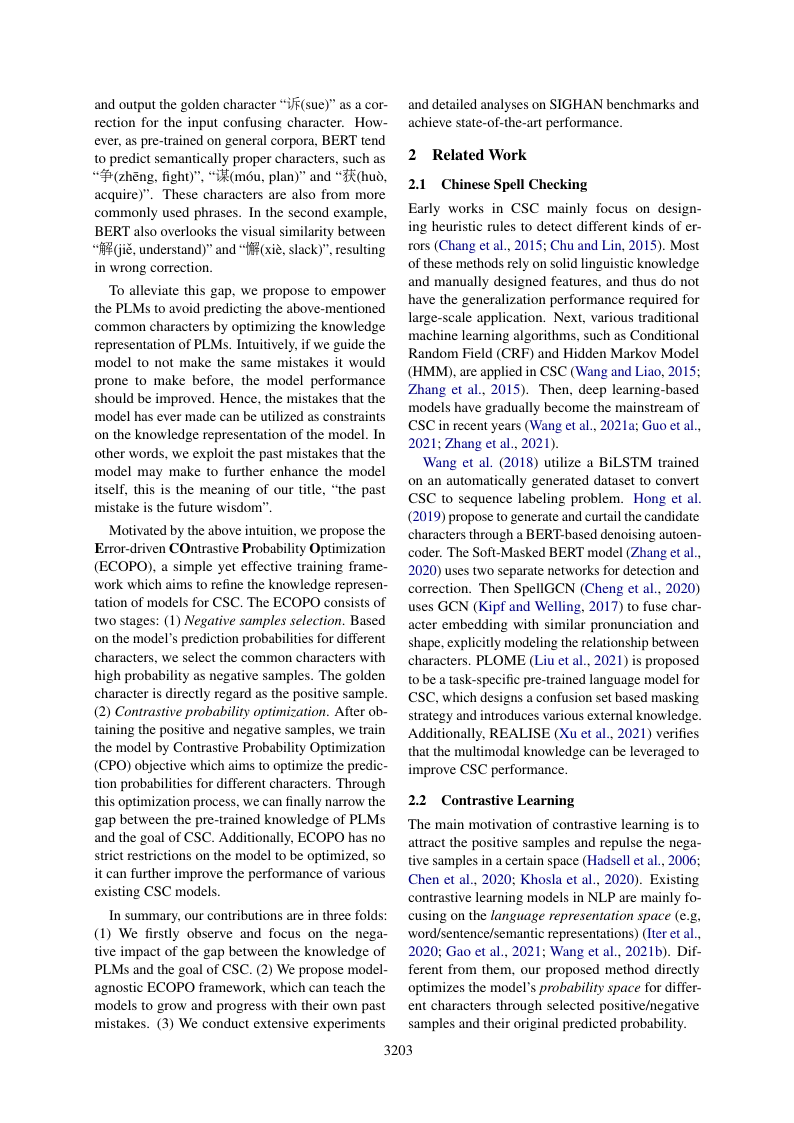 and output the golden character “诉(sue)” as a cor-
rection for the input confusing character. How-
ever, as pre-trained on general corpora, BERT tend
to predict semantically proper characters, such as
“争(zhēng, fight)”, “谋(móu, plan)” and “获(huò,
acquire)”. These characters are also from more
commonly used phrases. In the second example,
BERT also overlooks the visual similarity between
“解(jiě, understand)” and “懈(xiè, slack)”, resulting
in wrong correction.
To alleviate this gap, we propose to empower
the PLMs to avoid predicting the above-mentioned
common characters by optimizing the knowledge
representation of PLMs. Intuitively, if we guide the
model to not make the same mistakes it would
prone to make before, the model performance
should be improved. Hence, the mistakes that the
model has ever made can be utilized as constraints
on the knowledge representation of the model. In
other words, we exploit the past mistakes that the
model may make to further enhance the model
itself, this is the meaning of our title, “the past
mistake is the future wisdom”.
Motivated by the above intuition, we propose the
Error-driven COntrastive Probability Optimization
(ECOPO), a simple yet effective training frame-
work which aims to refine the knowledge represen-
tation of models for CSC. The ECOPO consists of
two stages: (1) Negative samples selection. Based
on the model’s prediction probabilities for different
characters, we select the common characters with
high probability as negative samples. The golden
character is directly regard as the positive sample.
(2) Contrastive probability optimization. After ob-
taining the positive and negative samples, we train
the model by Contrastive Probability Optimization
(CPO) objective which aims to optimize the predic-
tion probabilities for different characters. Through
this optimization process, we can finally narrow the
gap between the pre-trained knowledge of PLMs
and the goal of CSC. Additionally, ECOPO has no
strict restrictions on the model to be optimized, so
it can further improve the performance of various
existing CSC models.
In summary, our contributions are in three folds:
(1) We firstly observe and focus on the nega-
tive impact of the gap between the knowledge of
PLMs and the goal of CSC. (2) We propose model-
agnostic ECOPO framework, which can teach the
models to grow and progress with their own past
mistakes. (3) We conduct extensive experiments
and detailed analyses on SIGHAN benchmarks and
achieve state-of-the-art performance.
2 Related Work
2.1 Chinese Spell Checking
Early works in CSC mainly focus on design-
ing heuristic rules to detect different kinds of er-
rors (Chang et al., 2015; Chu and Lin, 2015). Most
of these methods rely on solid linguistic knowledge
and manually designed features, and thus do not
have the generalization performance required for
large-scale application. Next, various traditional
machine learning algorithms, such as Conditional
Random Field (CRF) and Hidden Markov Model
(HMM), are applied in CSC (Wang and Liao, 2015;
Zhang et al., 2015). Then, deep learning-based
models have gradually become the mainstream of
CSC in recent years (Wang et al., 2021a; Guo et al.,
2021; Zhang et al., 2021).
Wang et al. (2018) utilize a BiLSTM trained
on an automatically generated dataset to convert
CSC to sequence labeling problem. Hong et al.
(2019) propose to generate and curtail the candidate
characters through a BERT-based denoising autoen-
coder. The Soft-Masked BERT model (Zhang et al.,
2020) uses two separate networks for detection and
correction. Then SpellGCN (Cheng et al., 2020)
uses GCN (Kipf and Welling, 2017) to fuse char-
acter embedding with similar pronunciation and
shape, explicitly modeling the relationship between
characters. PLOME (Liu et al., 2021) is proposed
to be a task-specific pre-trained language model for
CSC, which designs a confusion set based masking
strategy and introduces various external knowledge.
Additionally, REALISE (Xu et al., 2021) verifies
that the multimodal knowledge can be leveraged to
improve CSC performance.
2.2 Contrastive Learning
The main motivation of contrastive learning is to
attract the positive samples and repulse the nega-
tive samples in a certain space (Hadsell et al., 2006;
Chen et al., 2020; Khosla et al., 2020). Existing
contrastive learning models in NLP are mainly fo-
cusing on the language representation space (e.g,
word/sentence/semantic representations) (Iter et al.,
2020; Gao et al., 2021; Wang et al., 2021b). Dif-
ferent from them, our proposed method directly
optimizes the model’s probability space for differ-
ent characters through selected positive/negative
samples and their original predicted probability.
3203